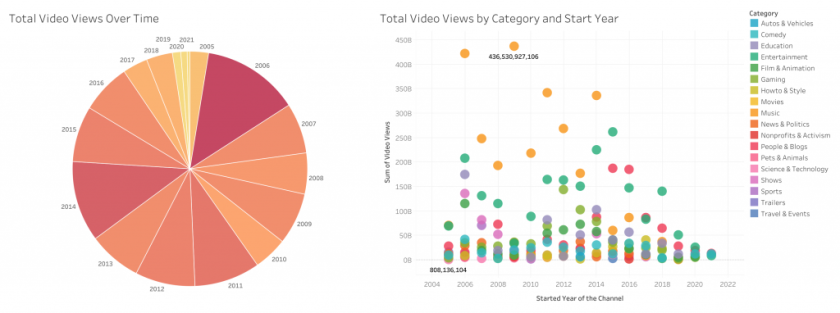 Total Video Views Over Time
2019
2021
2018
2020
2005
2017
2006
2016
2015
2007
2014
2008
2009
2013
2010
2012
2011
Total Video Views by Category and Start Year
450B
400B
350B
300B
250B
200B
150B
100B
50B
0B
Sum of Video Views
436,530,927,106
808,136,104
2004 2006 2008 2010 2012 2014 2016 2018 2020 2022
Started Year of the Channel
Category
Autos & Vehicles
Comedy
Education
Entertainment
Film & Animation
Gaming
Howto & Style
Movies
Music
News & Politics
Nonprofits & Activism
People & Blogs
Pets & Animals
Science & Technology
Shows
Sports
Trailers
Travel & Events